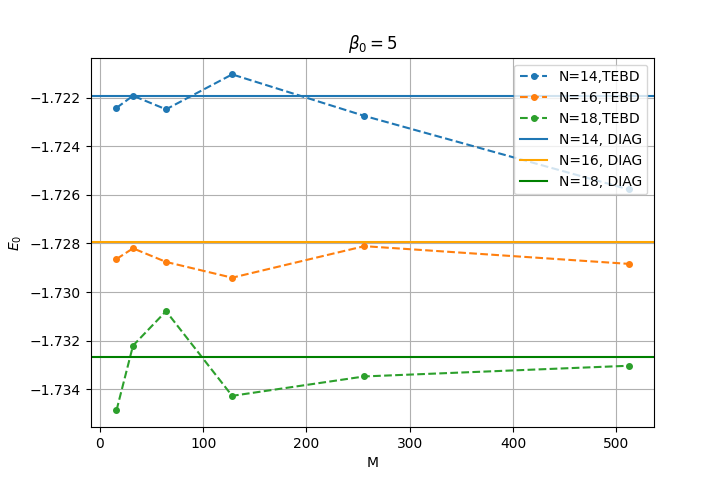 β₀ = 5
−1.722
−1.724
−1.726
−1.728
−1.730
−1.732
−1.734
E₀
0
100
200
300
400
500
M
N=14,TEBD
N=16,TEBD
N=18,TEBD
N=14, DIAG
N=16, DIAG
N=18, DIAG